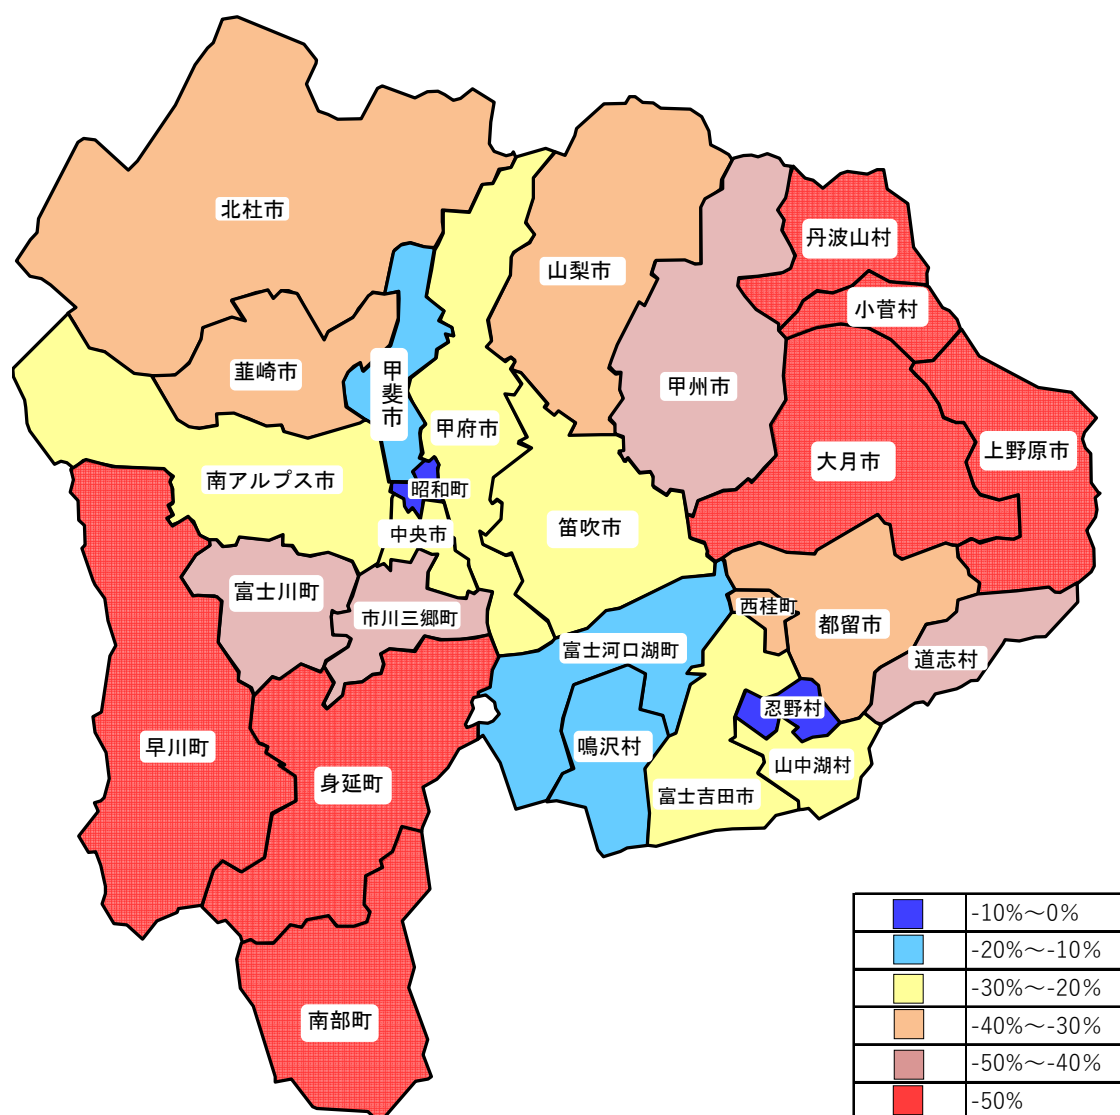 北杜市
丹波山村
山梨市
小菅村
韮崎市
甲斐市
甲州市
甲府市
上野原市
大月市
南アルプス市
昭和町
笛吹市
中央市
富士川町
西桂町
市川三郷町
都留市
富士河口湖町
道志村
忍野村
早川町
鳴沢村
山中湖村
身延町
富士吉田市
南部町
-10%～0%
-20%～-10%
-30%～-20%
-40%～-30%
-50%～-40%
-50%